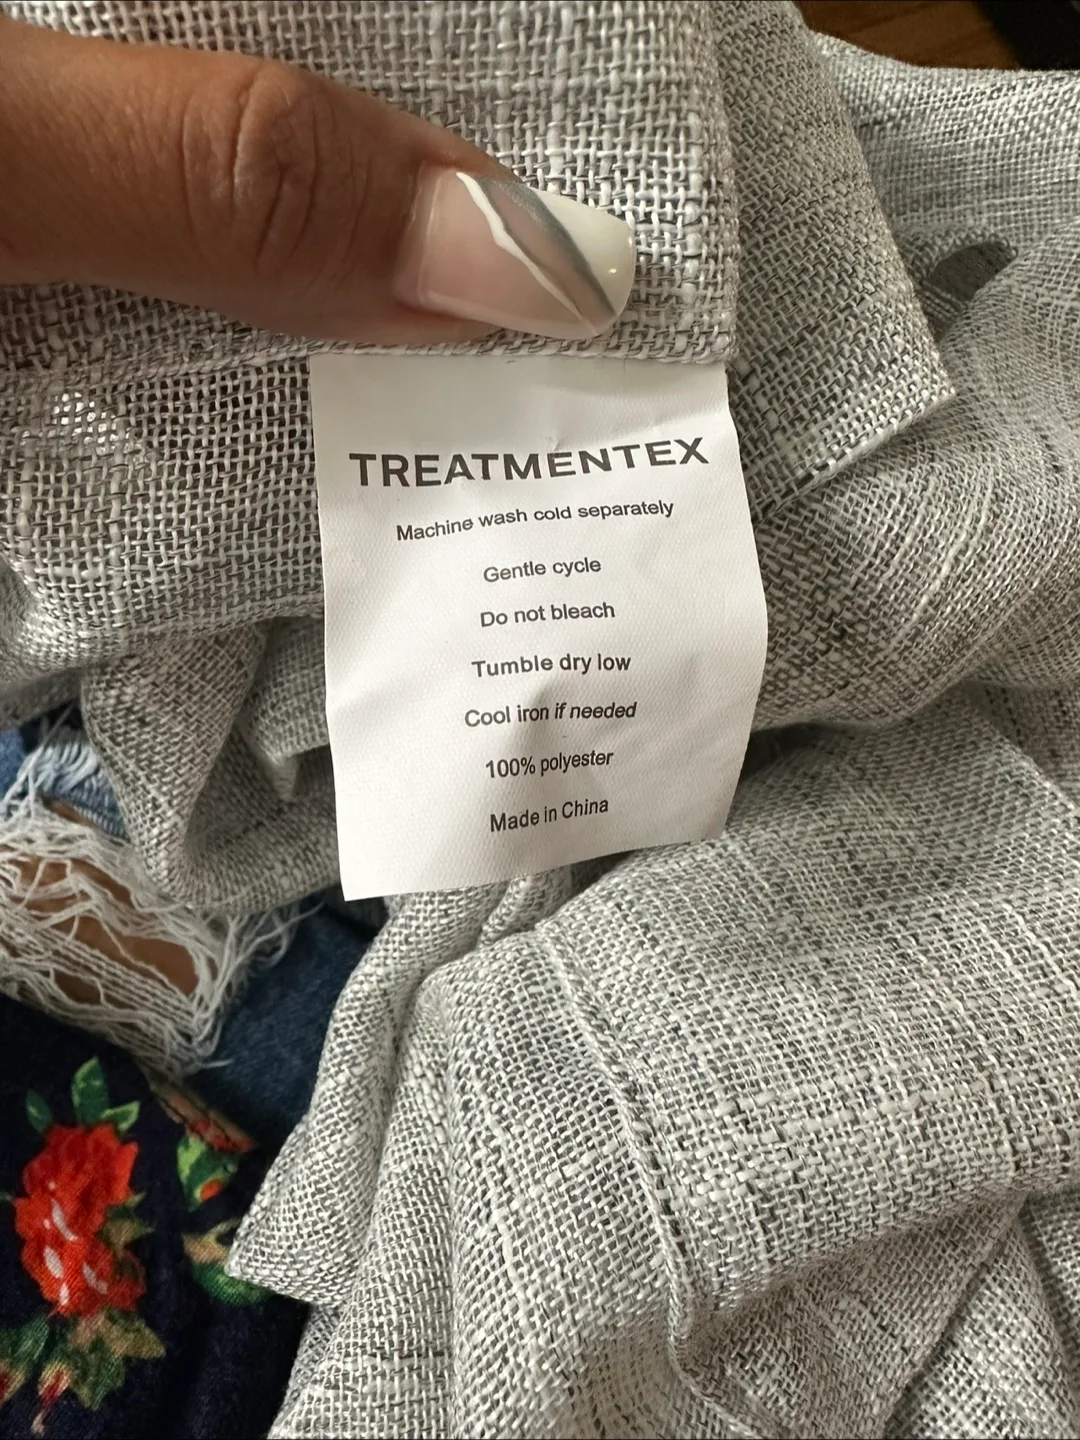 TREATMENTEX
Machine wash cold separately
Gentle cycle
Do not bleach
Tumble dry low
Cool iron if needed
100% polyester
Made in China